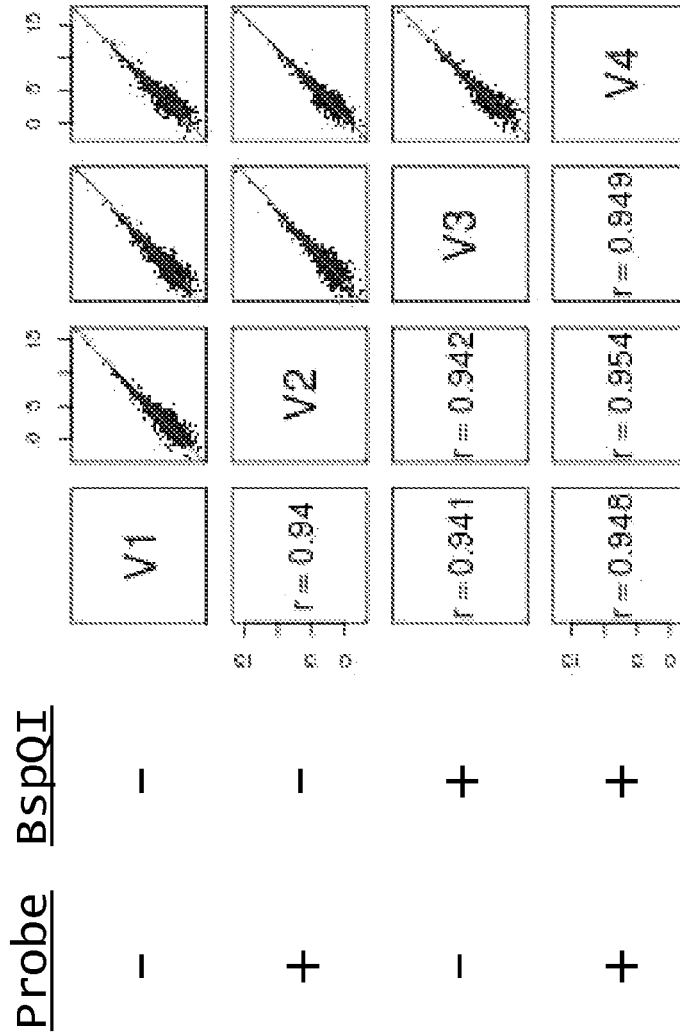 Probe BspQI
− − V1
+ − r = 0.94 V2
− + r = 0.941 r = 0.942 V3
+ + r = 0.948 r = 0.954 r = 0.949 V4